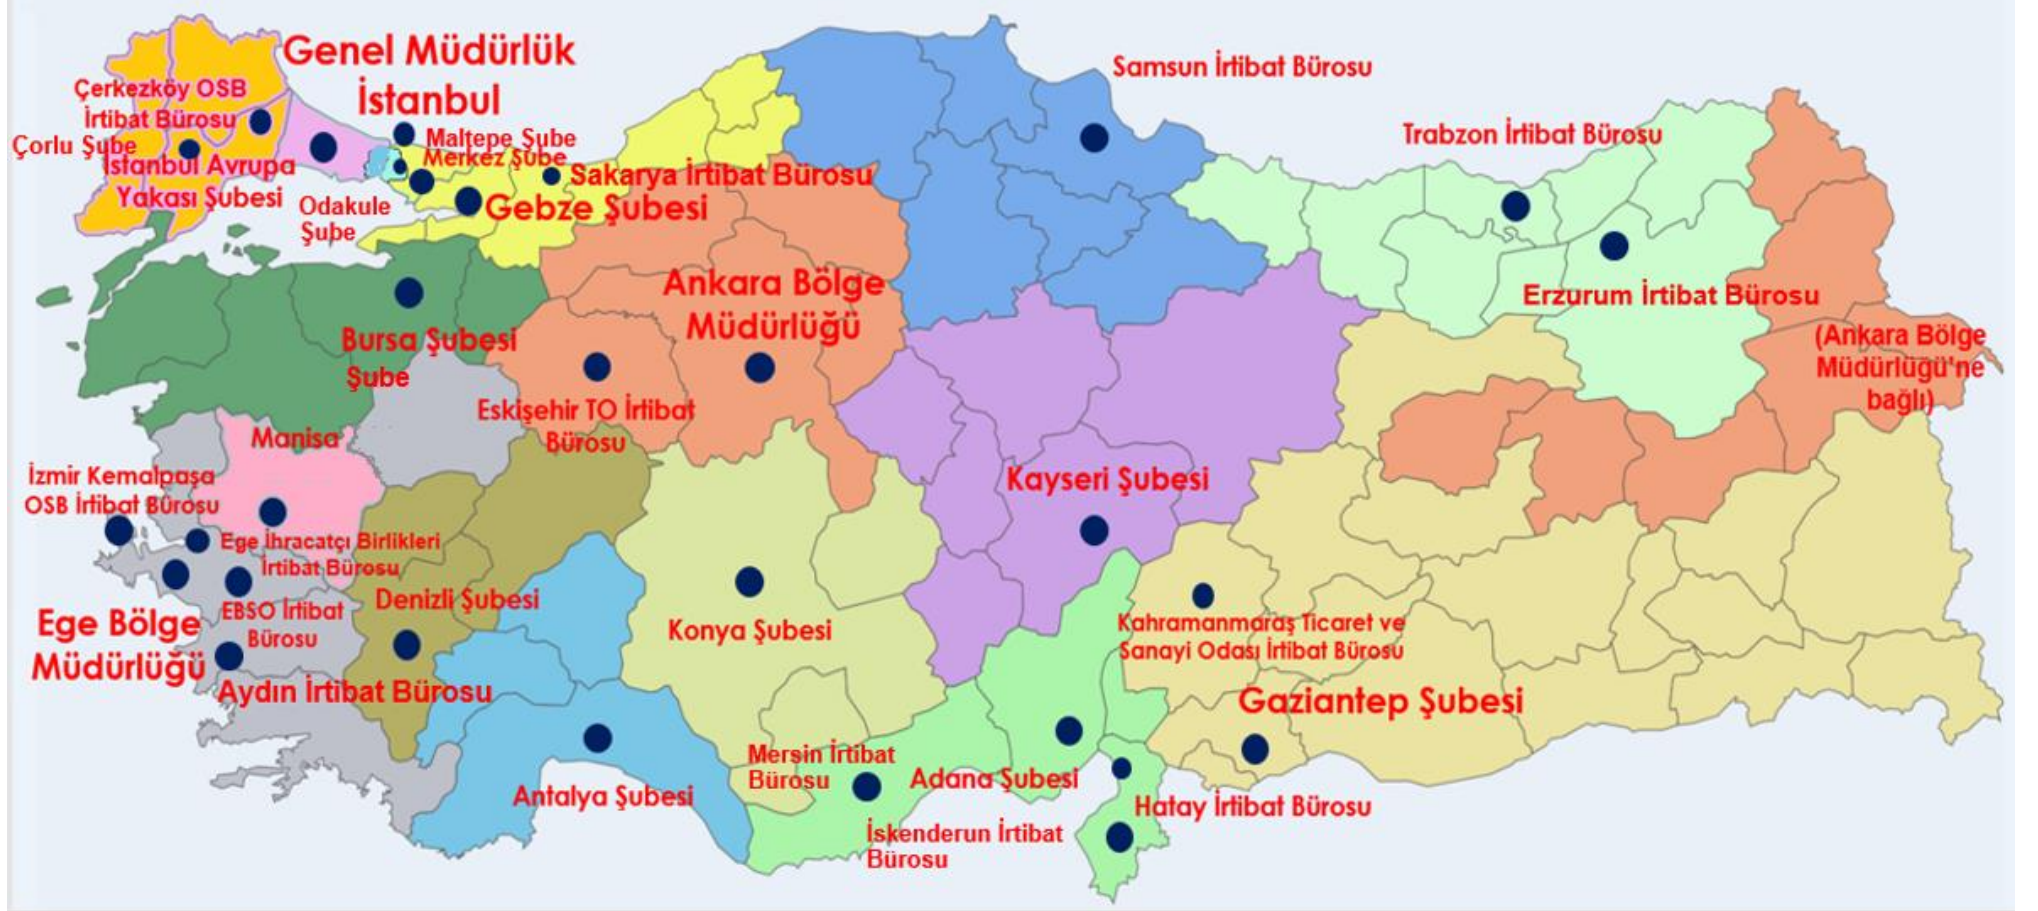 Genel Müdürlük
İstanbul
Samsun İrtibat Bürosu
Çerkezköy OSB
İrtibat Bürosu
Çorlu Şube
İstanbul Avrupa
Yakası Şubesi
Maltepe Şube
Merkez Şube
Trabzon İrtibat Bürosu
Sakarya İrtibat Bürosu
Odakule
Şube
Gebze Şubesi
Ankara Bölge
Müdürlüğü
Erzurum İrtibat Bürosu
(Ankara Bölge
Müdürlüğü'ne
bağlı)
Bursa Şubesi
Şube
Eskişehir TO İrtibat
Bürosu
Manisa
İzmir Kemalpaşa
OSB İrtibat Bürosu
Kayseri Şubesi
Ege İhracatçı Birlikleri
İrtibat Bürosu
EBSO İrtibat
Bürosu
Denizli Şubesi
Ege Bölge
Müdürlüğü
Konya Şubesi
Kahramanmaraş Ticaret ve
Sanayi Odası İrtibat Bürosu
Aydın İrtibat Bürosu
Gaziantep Şubesi
Mersin İrtibat
Bürosu
Adana Şubesi
Antalya Şubesi
Hatay İrtibat Bürosu
İskenderun İrtibat
Bürosu